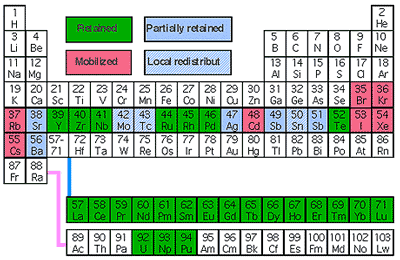 1 2
H He
Retained Partially retained
3 4 5 6 7 8 9 10
Li Be B C N O F Ne
Mobilized Local redistribut
11 12 13 14 15 16 17 18
Na Mg Al Si P S Cl Ar
19 20 21 22 23 24 25 26 27 28 29 30 31 32 33 34 35 36
K Ca Sc Ti V Cr Mn Fe Co Ni Cu Zn Ga Ge As Se Br Kr
37 38 39 40 41 42 43 44 45 46 47 48 49 50 51 52 53 54
Rb Sr Y Zr Nb Mo Tc Ru Rh Pd Ag Cd Sb Sn Sb Te I Xe
55 56 57- 72 73 74 75 76 77 78 79 80 81 82 83 84 85 86
Cs Ba 71 Hf Ta W Re Os Ir Pt Au Hg Tl Pb Bi Po At Rn
87 88
Fr Ra
57 58 59 60 61 62 63 64 65 66 67 68 69 70 71
La Ce Pr Nd Pm Sm Eu Gd Tb Dy Ho Er Tm Yb Lu
89 90 91 92 93 94 95 96 97 98 99 100 101 102 103
Ac Th Pa U Np Pu Am Cm Bk Cf Es Fm Md No Lw